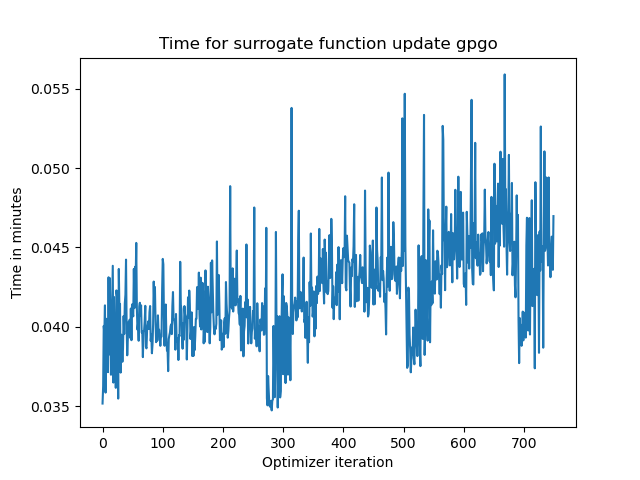 Time for surrogate function update gpgo
0.055
0.050
0.045
0.040
0.035
Time in minutes
0 100 200 300 400 500 600 700
Optimizer iteration